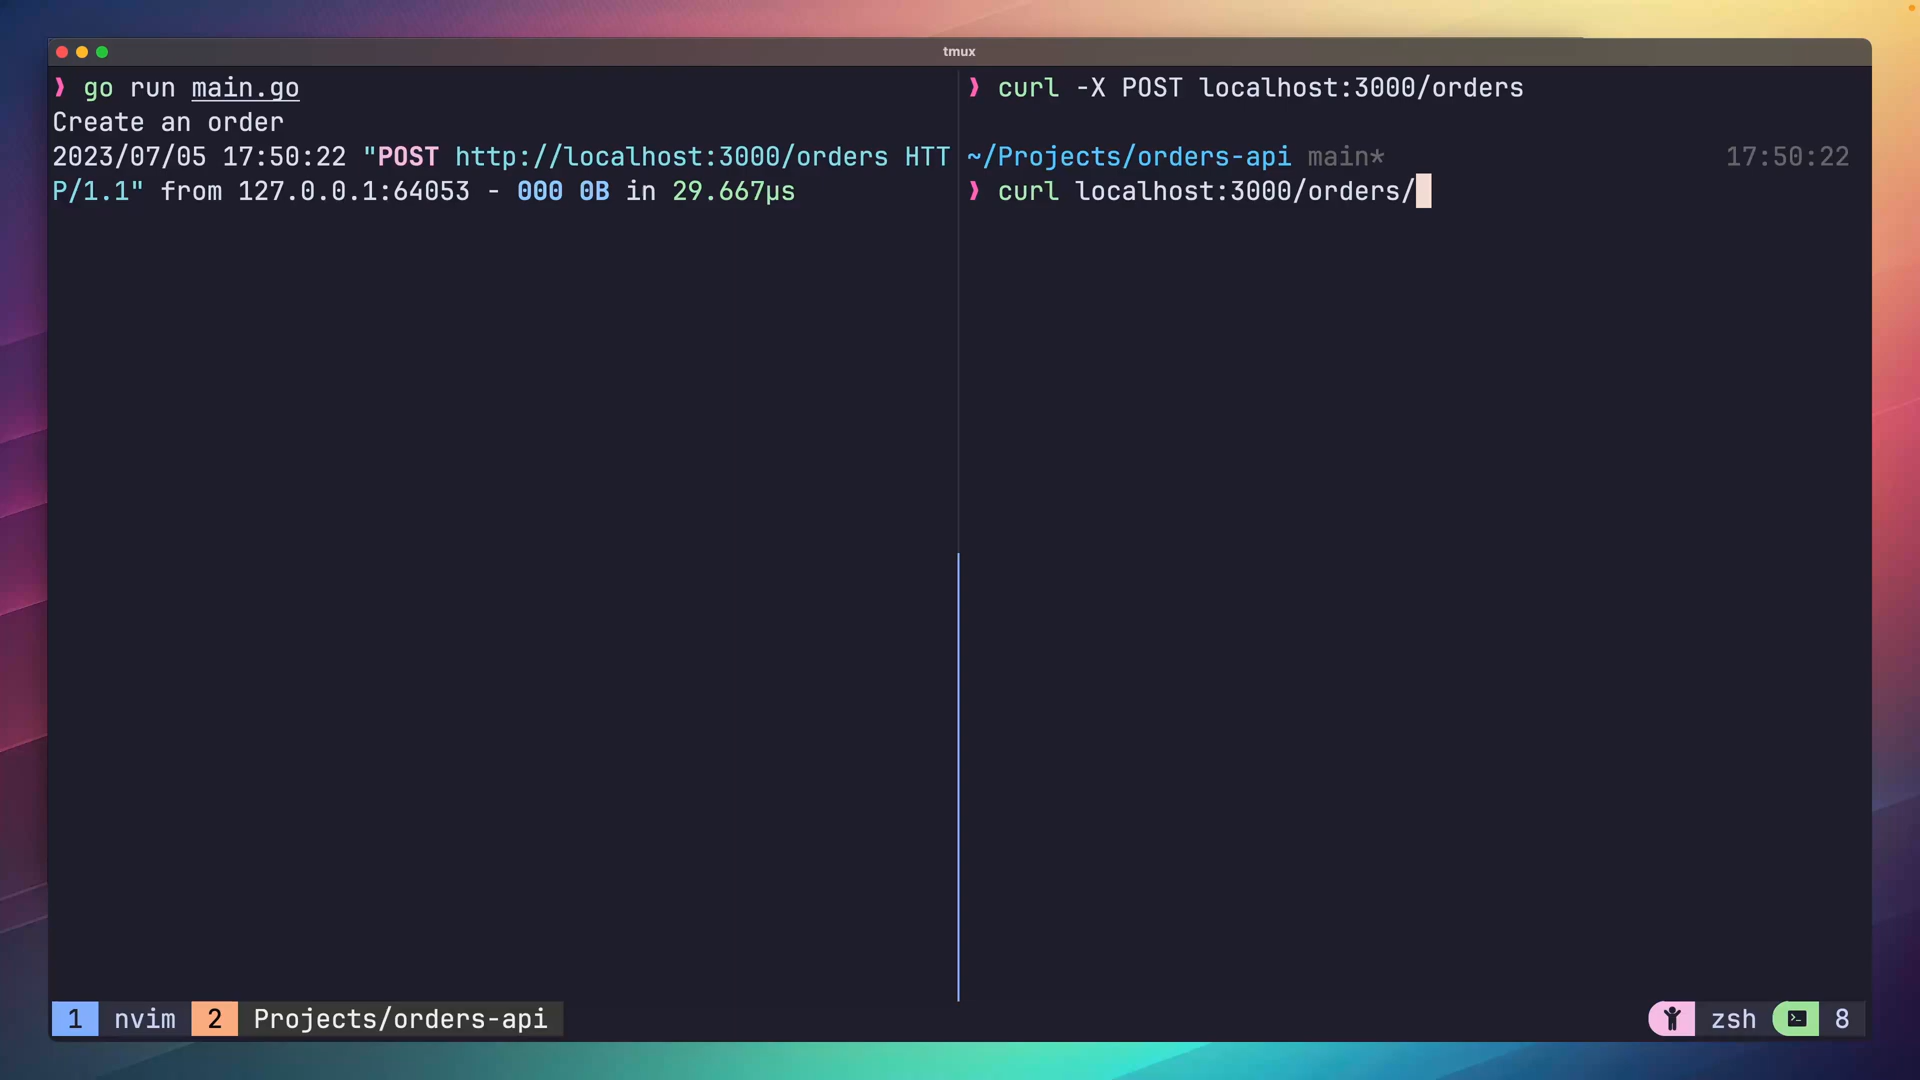 tmux
❯ go run main.go
Create an order
2023/07/05 17:50:22 "POST http://localhost:3000/orders HTT
P/1.1" from 127.0.0.1:64053 - 000 0B in 29.667µs
❯ curl -X POST localhost:3000/orders
~/Projects/orders-api main* 17:50:22
❯ curl localhost:3000/orders/
1 nvim 2 Projects/orders-api zsh 8